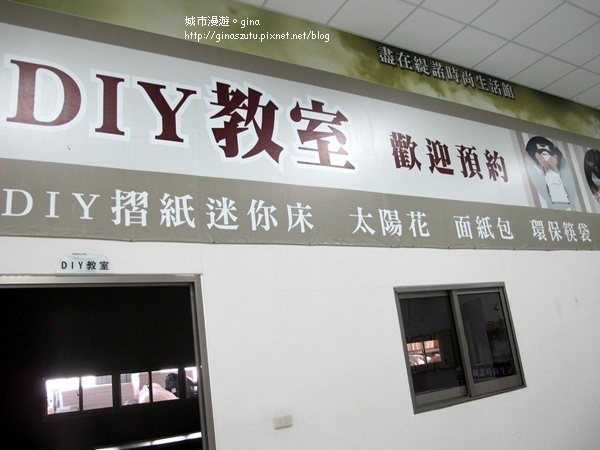 城市漫遊。gina
http://ginaszutu.pixnet.net/blog
盡在緹諾時尚生活館
DIY教室 歡迎預約
DIY摺紙迷你床 太陽花 面紙包 環保筷袋
DIY教室